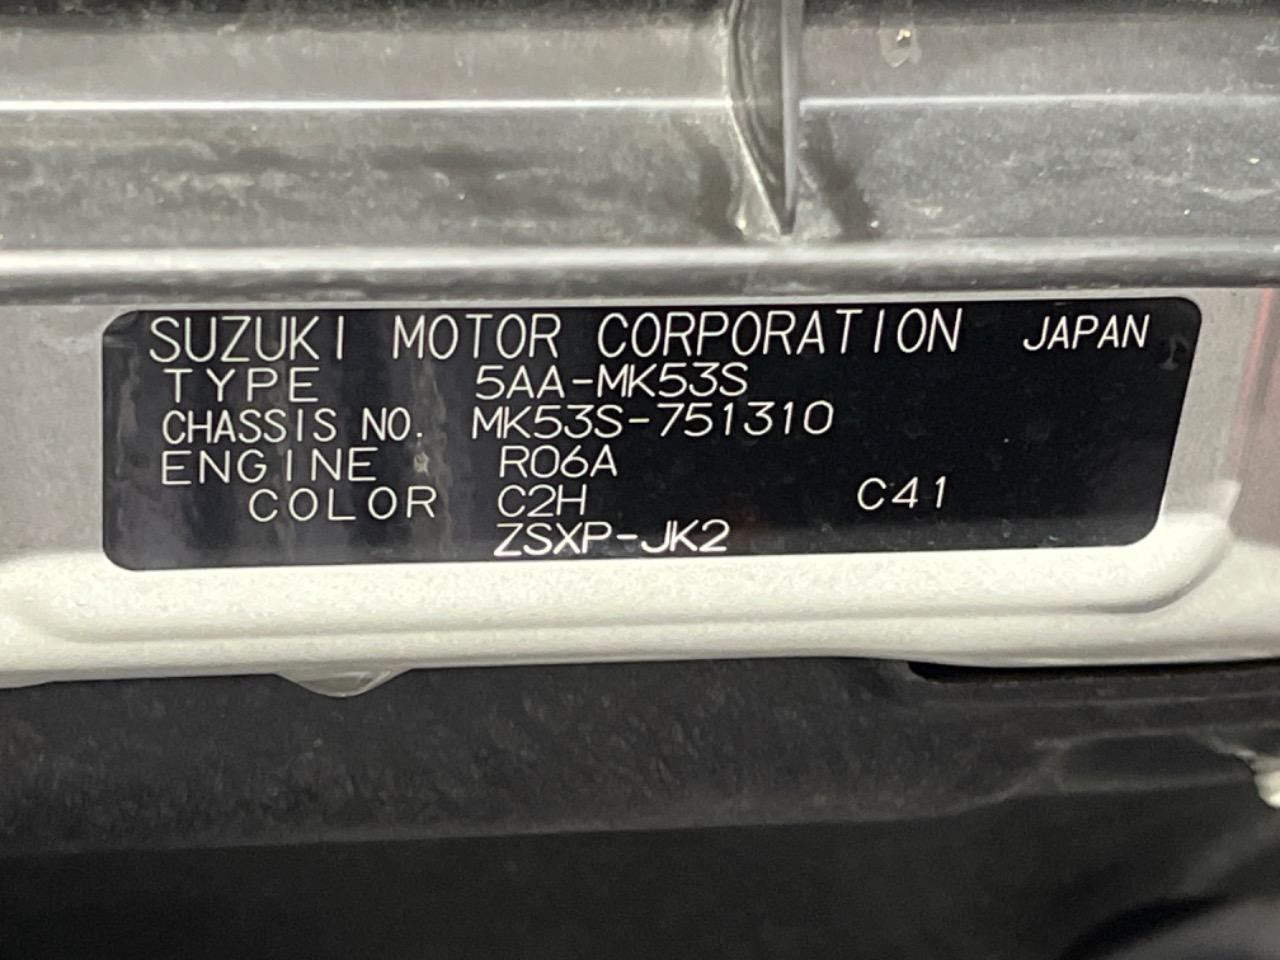 SUZUKI MOTOR CORPORATION JAPAN
TYPE 5AA-MK53S
CHASSIS NO. MK53S-751310
ENGINE R06A
COLOR C2H C41
ZSXP-JK2